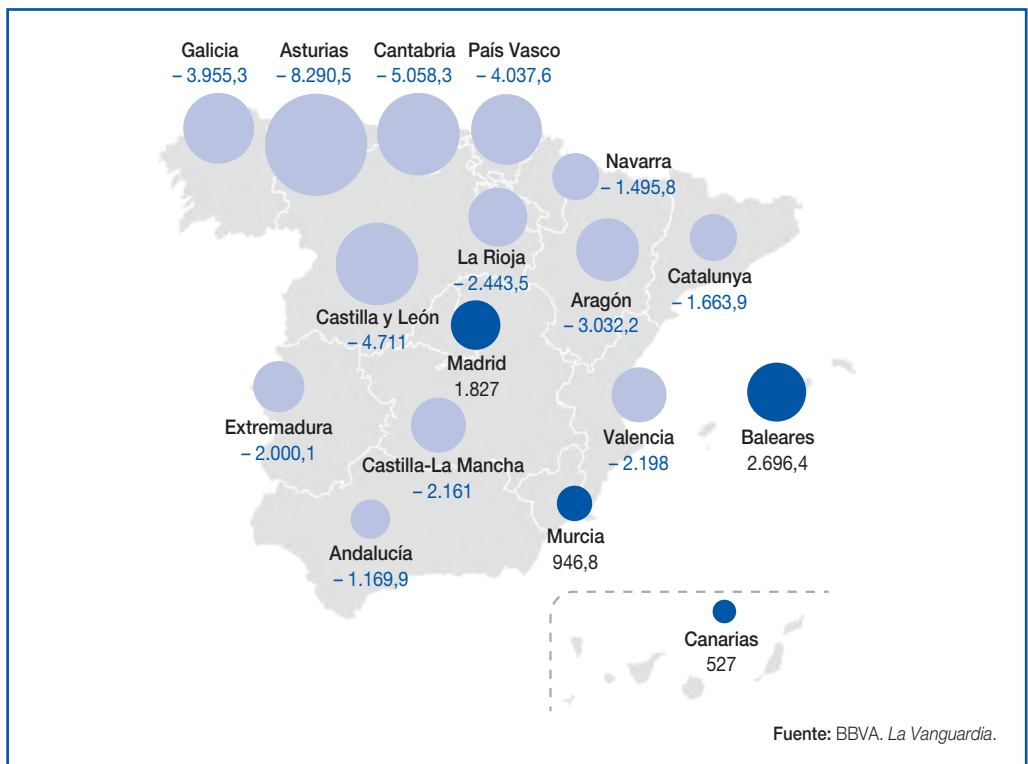 Galicia
– 3.955,3
Asturias
– 8.290,5
Cantabria
– 5.058,3
País Vasco
– 4.037,6
Navarra
– 1.495,8
La Rioja
– 2.443,5
Catalunya
– 1.663,9
Aragón
– 3.032,2
Castilla y León
– 4.711
Madrid
1.827
Extremadura
– 2.000,1
Castilla-La Mancha
– 2.161
Valencia
– 2.198
Baleares
2.696,4
Andalucía
– 1.169,9
Murcia
946,8
Canarias
527
Fuente: BBVA. La Vanguardia.